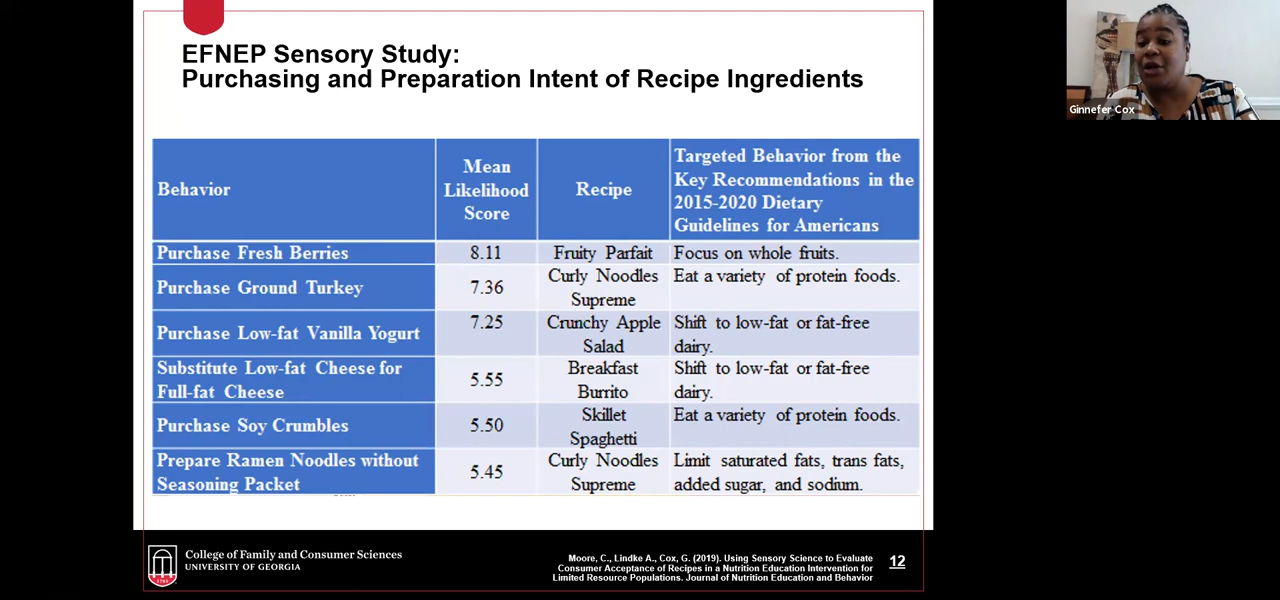 EFNEP Sensory Study:
Purchasing and Preparation Intent of Recipe Ingredients
Ginnefer Cox
Behavior
Mean
Likelihood
Score
Recipe
Targeted Behavior from the
Key Recommendations in the
2015-2020 Dietary
Guidelines for Americans
Purchase Fresh Berries
8.11
Fruity Parfait
Focus on whole fruits.
Purchase Ground Turkey
7.36
Curly Noodles
Supreme
Eat a variety of protein foods.
Purchase Low-fat Vanilla Yogurt
7.25
Crunchy Apple
Salad
Shift to low-fat or fat-free
dairy.
Substitute Low-fat Cheese for
Full-fat Cheese
5.55
Breakfast
Burrito
Shift to low-fat or fat-free
dairy.
Purchase Soy Crumbles
5.50
Skillet
Spaghetti
Eat a variety of protein foods.
Prepare Ramen Noodles without
Seasoning Packet
5.45
Curly Noodles
Supreme
Limit saturated fats, trans fats,
added sugar, and sodium.
College of Family and Consumer Sciences
UNIVERSITY OF GEORGIA
Moore, C., Lindke A., Cox, G. (2019). Using Sensory Science to Evaluate
Consumer Acceptance of Recipes in a Nutrition Education Intervention for
Limited Resource Populations. Journal of Nutrition Education and Behavior
12